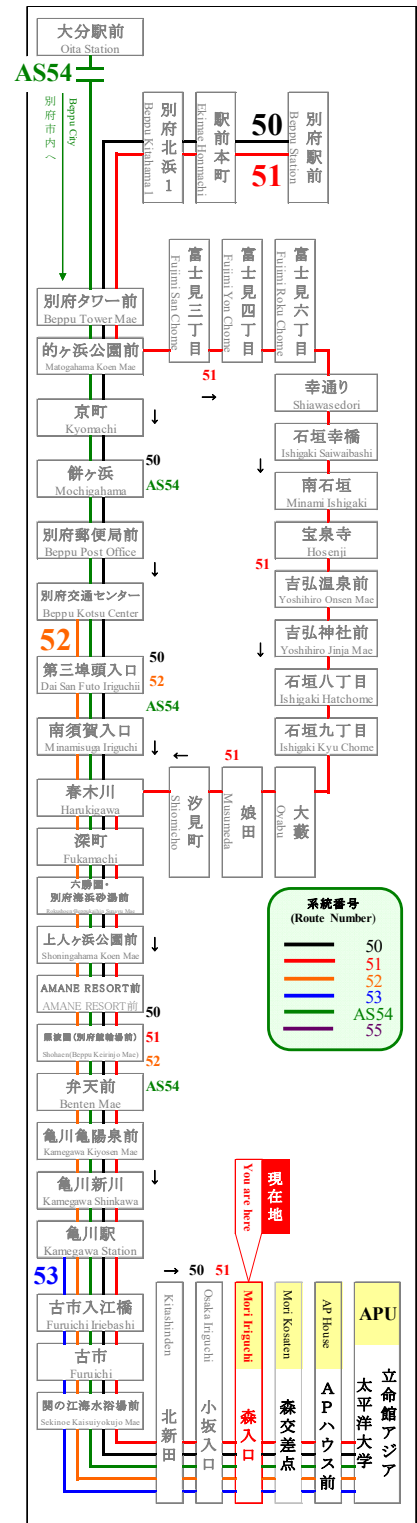 大分駅前
Oita Station
AS54
別府市内へ
Beppu City
別府北浜1
Beppu Kitahama 1
駅前本町
Ekimae Honmachi
50
51
別府駅前
Beppu Station
別府タワー前
Beppu Tower Mae
的ヶ浜公園前
Matogahama Koen Mae
富士見三丁目
Fujimi San Chome
富士見四丁目
Fujimi Yon Chome
富士見六丁目
Fujimi Roku Chome
51
→
幸通り
Shiawasedori
京町
Kyomachi
↓
石垣幸橋
Ishigaki Saiwaibashi
↓
餅ヶ浜
Mochigahama
50
AS54
南石垣
Minami Ishigaki
別府郵便局前
Beppu Post Office
宝泉寺
Hosenji
51
↓
吉弘温泉前
Yoshihiro Onsen Mae
別府交通センター
Beppu Kotsu Center
吉弘神社前
Yoshihiro Jinja Mae
↓
52
第三埠頭入口
Dai San Futo Iriguchii
50
52
AS54
石垣八丁目
Ishigaki Hatchome
南須賀入口
Minamisuga Iriguchi
↓
石垣九丁目
Ishigaki Kyu Chome
51
←
春木川
Harukigawa
汐見町
Shiomicho
娘田
Musumeda
大藪
Oyabu
深町
Fukamachi
六勝園・
別府海浜砂湯前
上人ヶ浜公園前
Shoningahama Koen Mae
↓
AMANE RESORT前
AMANE RESORT前
50
照波園(別府競輪場前)
Shohaen(Beppu Keirinjo Mae)
51
52
弁天前
Benten Mae
AS54
亀川亀陽泉前
Kamegawa Kiyosen Mae
亀川新川
Kamegawa Shinkawa
↓
亀川駅
Kamegawa Station
53
古市入江橋
Furuichi Iriebashi
古市
Furuichi
関の江海水浴場前
Sekinoe Kaisuiyokujo Mae
系統番号
(Route Number)
50
51
52
53
AS54
55
現在地
You are here
→ 50 51
Kitashinden
北新田
Osaka Iriguchi
小坂入口
Mori Iriguchi
森入口
Mori Kosaten
森交差点
AP House
APハウス前
APU
立命館アジア
太平洋大学